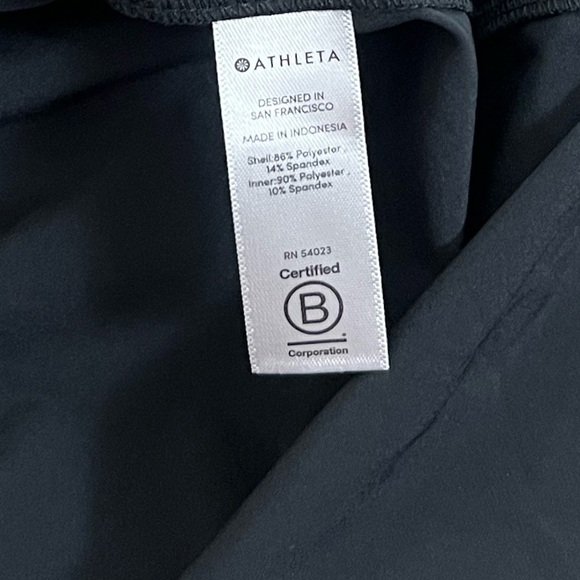 ATHLETA
DESIGNED IN
SAN FRANCISCO
MADE IN INDONESIA
Shell:86% Polyester,
14% Spandex
Inner:90% Polyester,
10% Spandex
RN 54023
Certified
B
Corporation